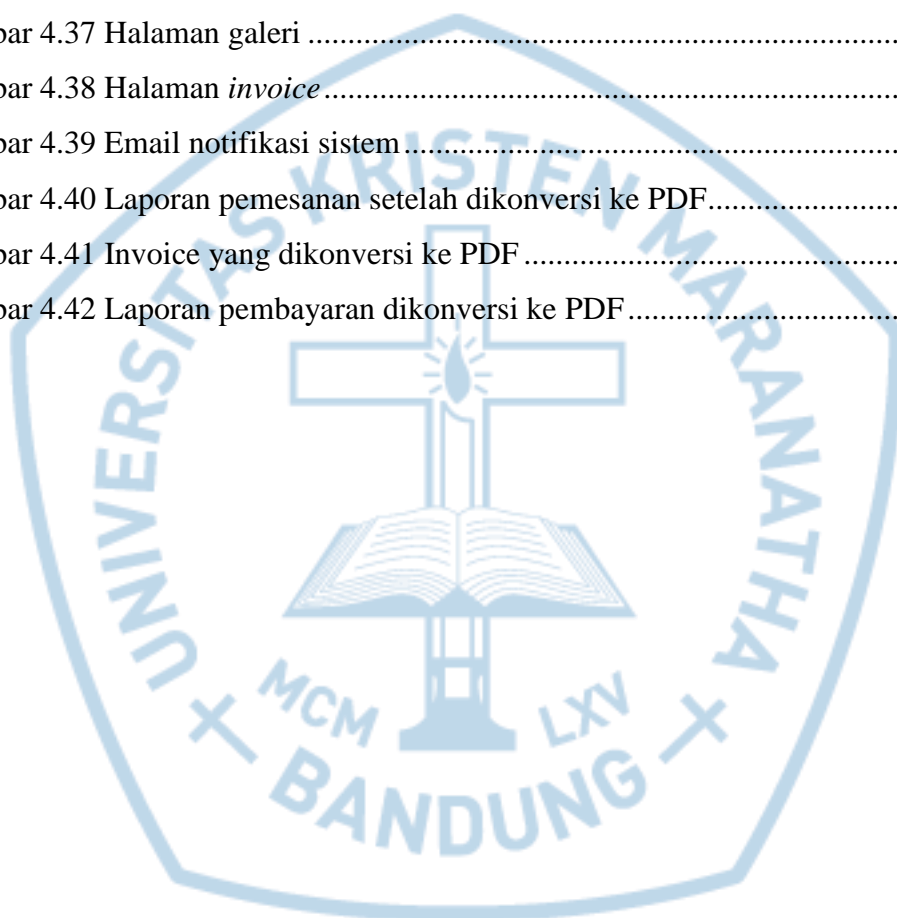 bar 4.37 Halaman galeri ........................................................................
bar 4.38 Halaman invoice ......................................................................
bar 4.39 Email notifikasi sistem ............................................................
bar 4.40 Laporan pemesanan setelah dikonversi ke PDF.......................
bar 4.41 Invoice yang dikonversi ke PDF ..............................................
bar 4.42 Laporan pembayaran dikonversi ke PDF .................................
UNIVERSITAS KRISTEN MARANATHA
MCM LXV
BANDUNG